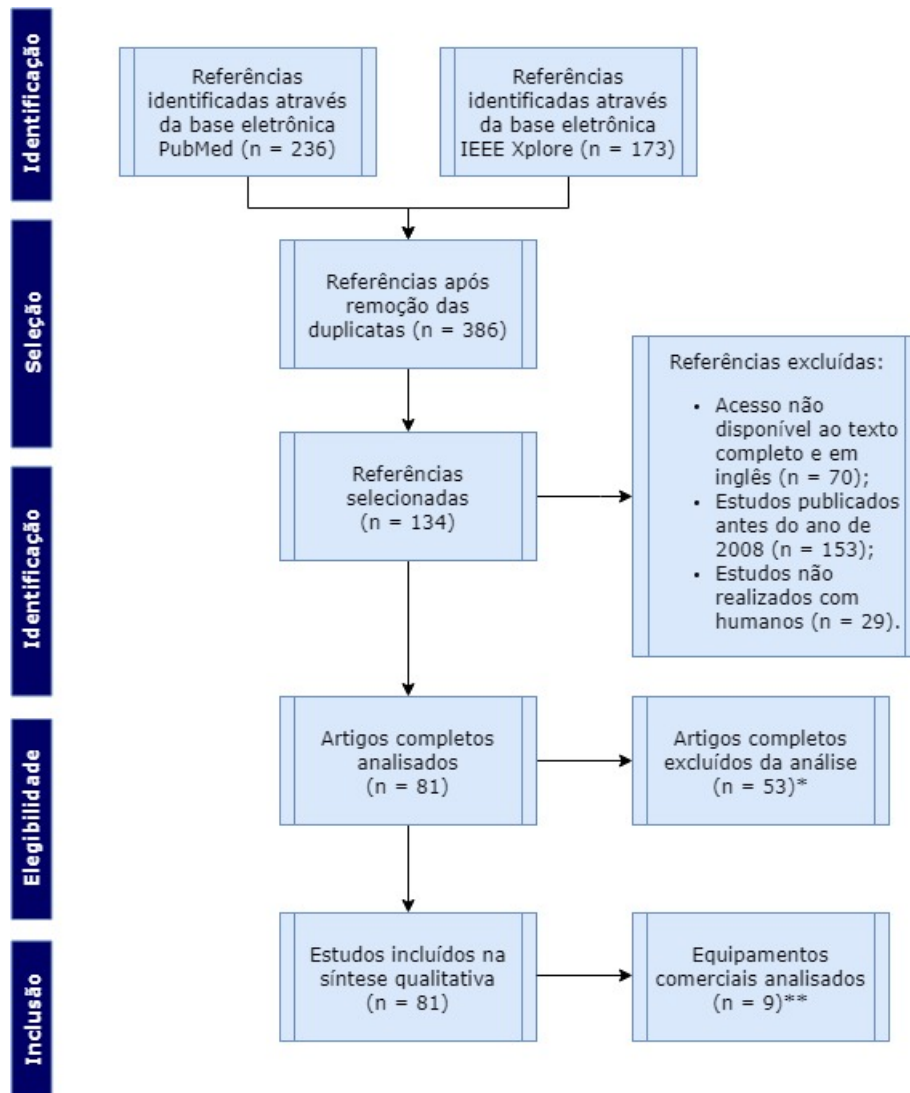 Identificação
Referências
identificadas através
da base eletrônica
PubMed (n = 236)
Referências
identificadas através
da base eletrônica
IEEE Xplore (n = 173)
Seleção
Referências após
remoção das
duplicatas (n = 386)
Referências excluídas:
• Acesso não
disponível ao texto
completo e em
inglês (n = 70);
• Estudos publicados
antes do ano de
2008 (n = 153);
• Estudos não
realizados com
humanos (n = 29).
Identificação
Referências
selecionadas
(n = 134)
Elegibilidade
Artigos completos
analisados
(n = 81)
Artigos completos
excluídos da análise
(n = 53)*
Inclusão
Estudos incluídos na
síntese qualitativa
(n = 81)
Equipamentos
comerciais analisados
(n = 9)**